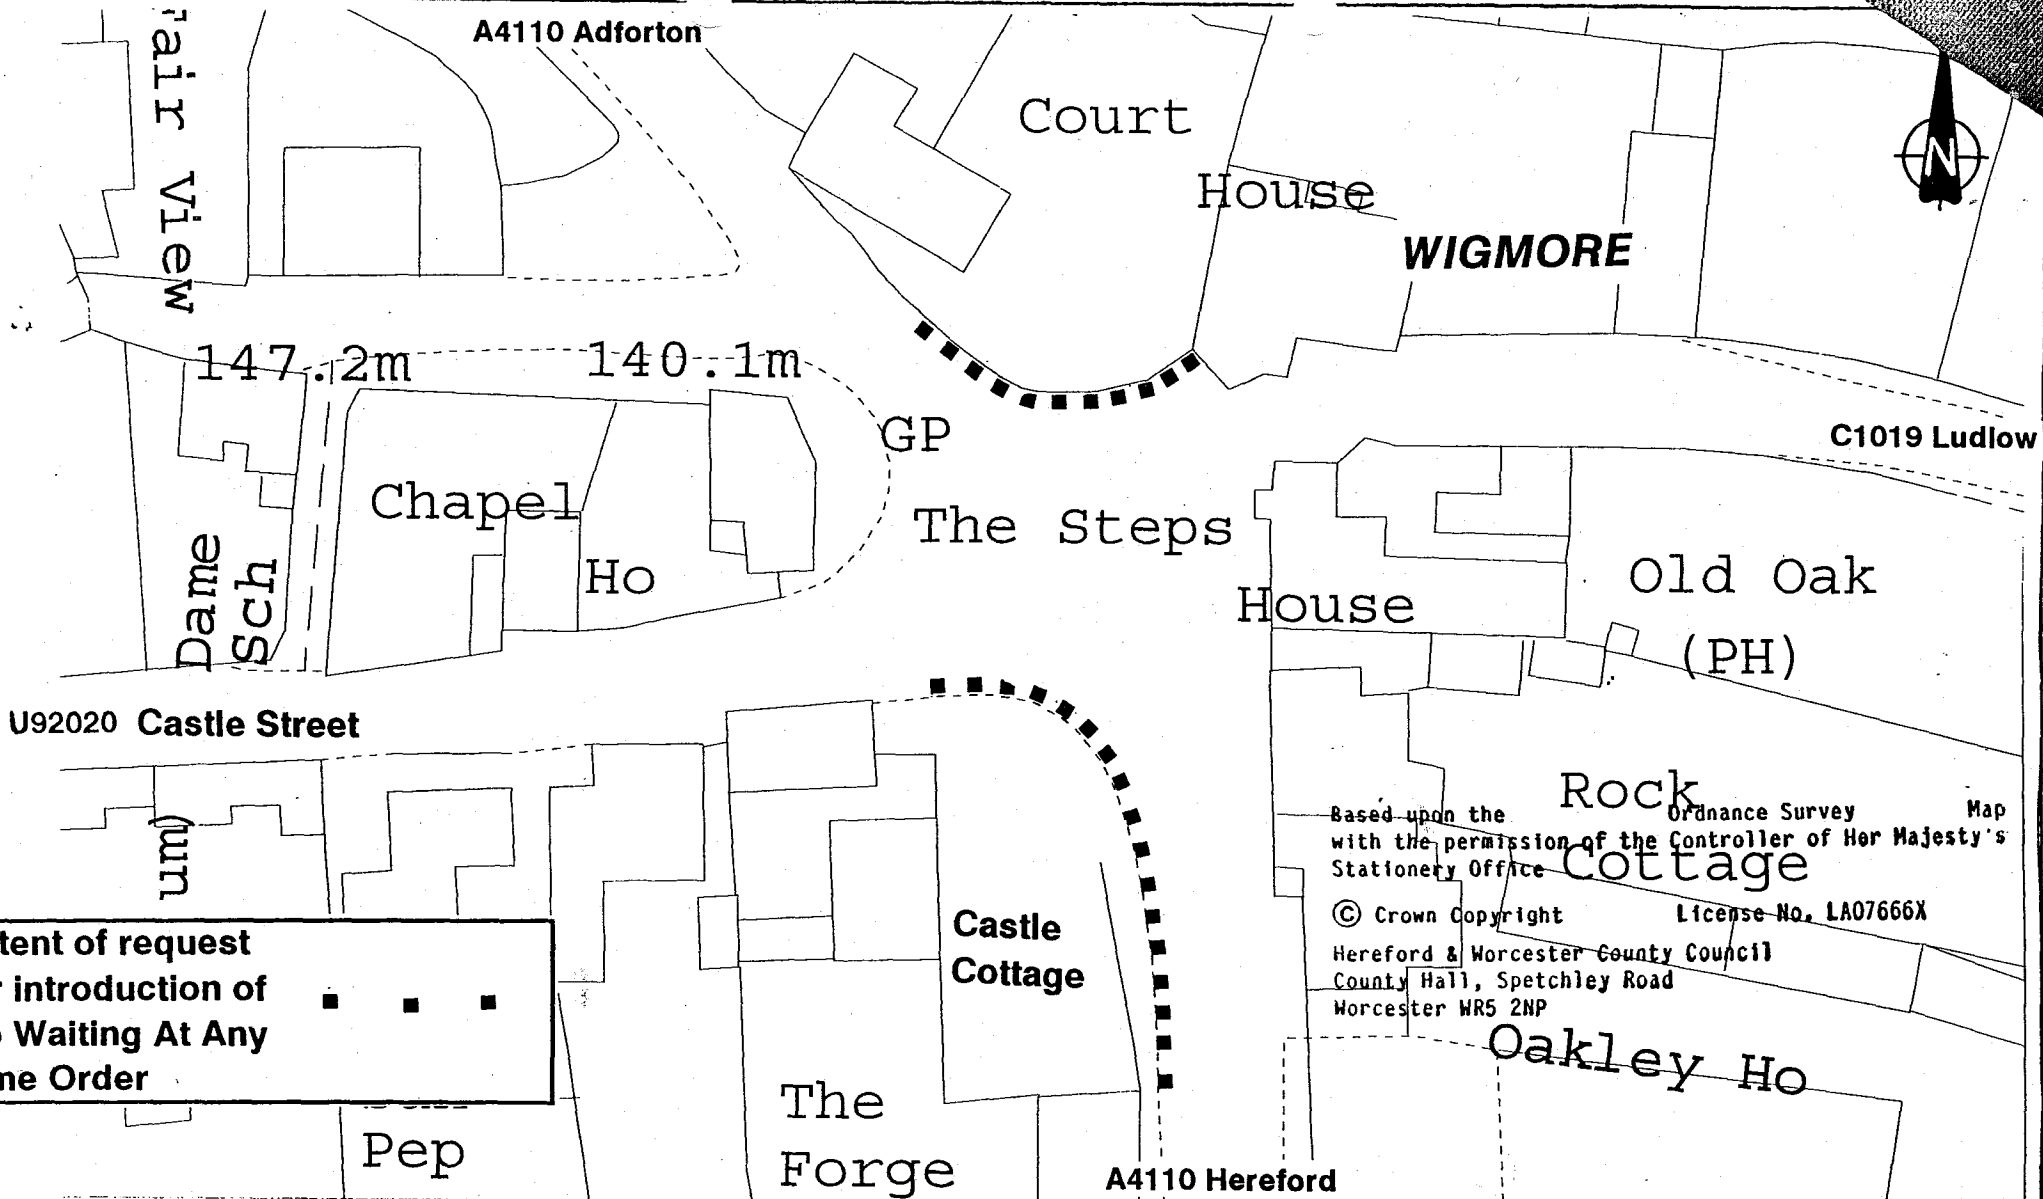 A4110 Adforton
air View
Court
House
N
WIGMORE
147.2m
140.1m
GP
C1019 Ludlow
The Steps
House
Chapel
Ho
Dame
Sch
Old Oak
(PH)
U92020 Castle Street
Rock
Cottage
Based upon the Ordnance Survey Map
with the permission of the Controller of Her Majesty's
Stationery Office
© Crown Copyright License No. LA07666X
Hereford & Worcester County Council
County Hall, Spetchley Road
Worcester WR5 2NP
Castle
Cottage
tent of request
introduction of
Waiting At Any
me Order
Oakley Ho
The
Forge
Pep
A4110 Hereford